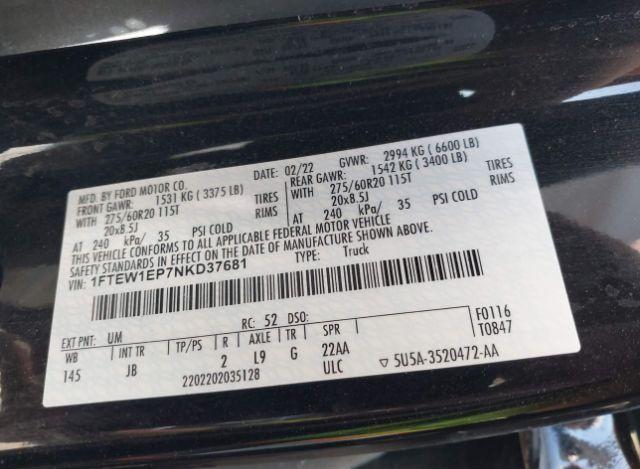 MFD. BY FORD MOTOR CO.
DATE: 02/22 GVWR: 2994 KG ( 6600 LB)
FRONT GAWR: 1531 KG ( 3375 LB)
REAR GAWR: 1542 KG ( 3400 LB)
WITH 275/60R20 115T TIRES
WITH 275/60R20 115T TIRES
20x8.5J RIMS
20x8.5J RIMS
AT 240 kPa/ 35 PSI COLD
AT 240 kPa/ 35 PSI COLD
THIS VEHICLE CONFORMS TO ALL APPLICABLE FEDERAL MOTOR VEHICLE
SAFETY STANDARDS IN EFFECT ON THE DATE OF MANUFACTURE SHOWN ABOVE.
VIN: 1FTEW1EP7NKD37681 TYPE: Truck
EXT PNT: UM RC: 52 DSO: F0116
WB INT TR TP/PS R AXLE TR SPR T0847
145 JB 2 L9 G 22AA
ULC
2202202035128
▽ 5U5A-3520472-AA